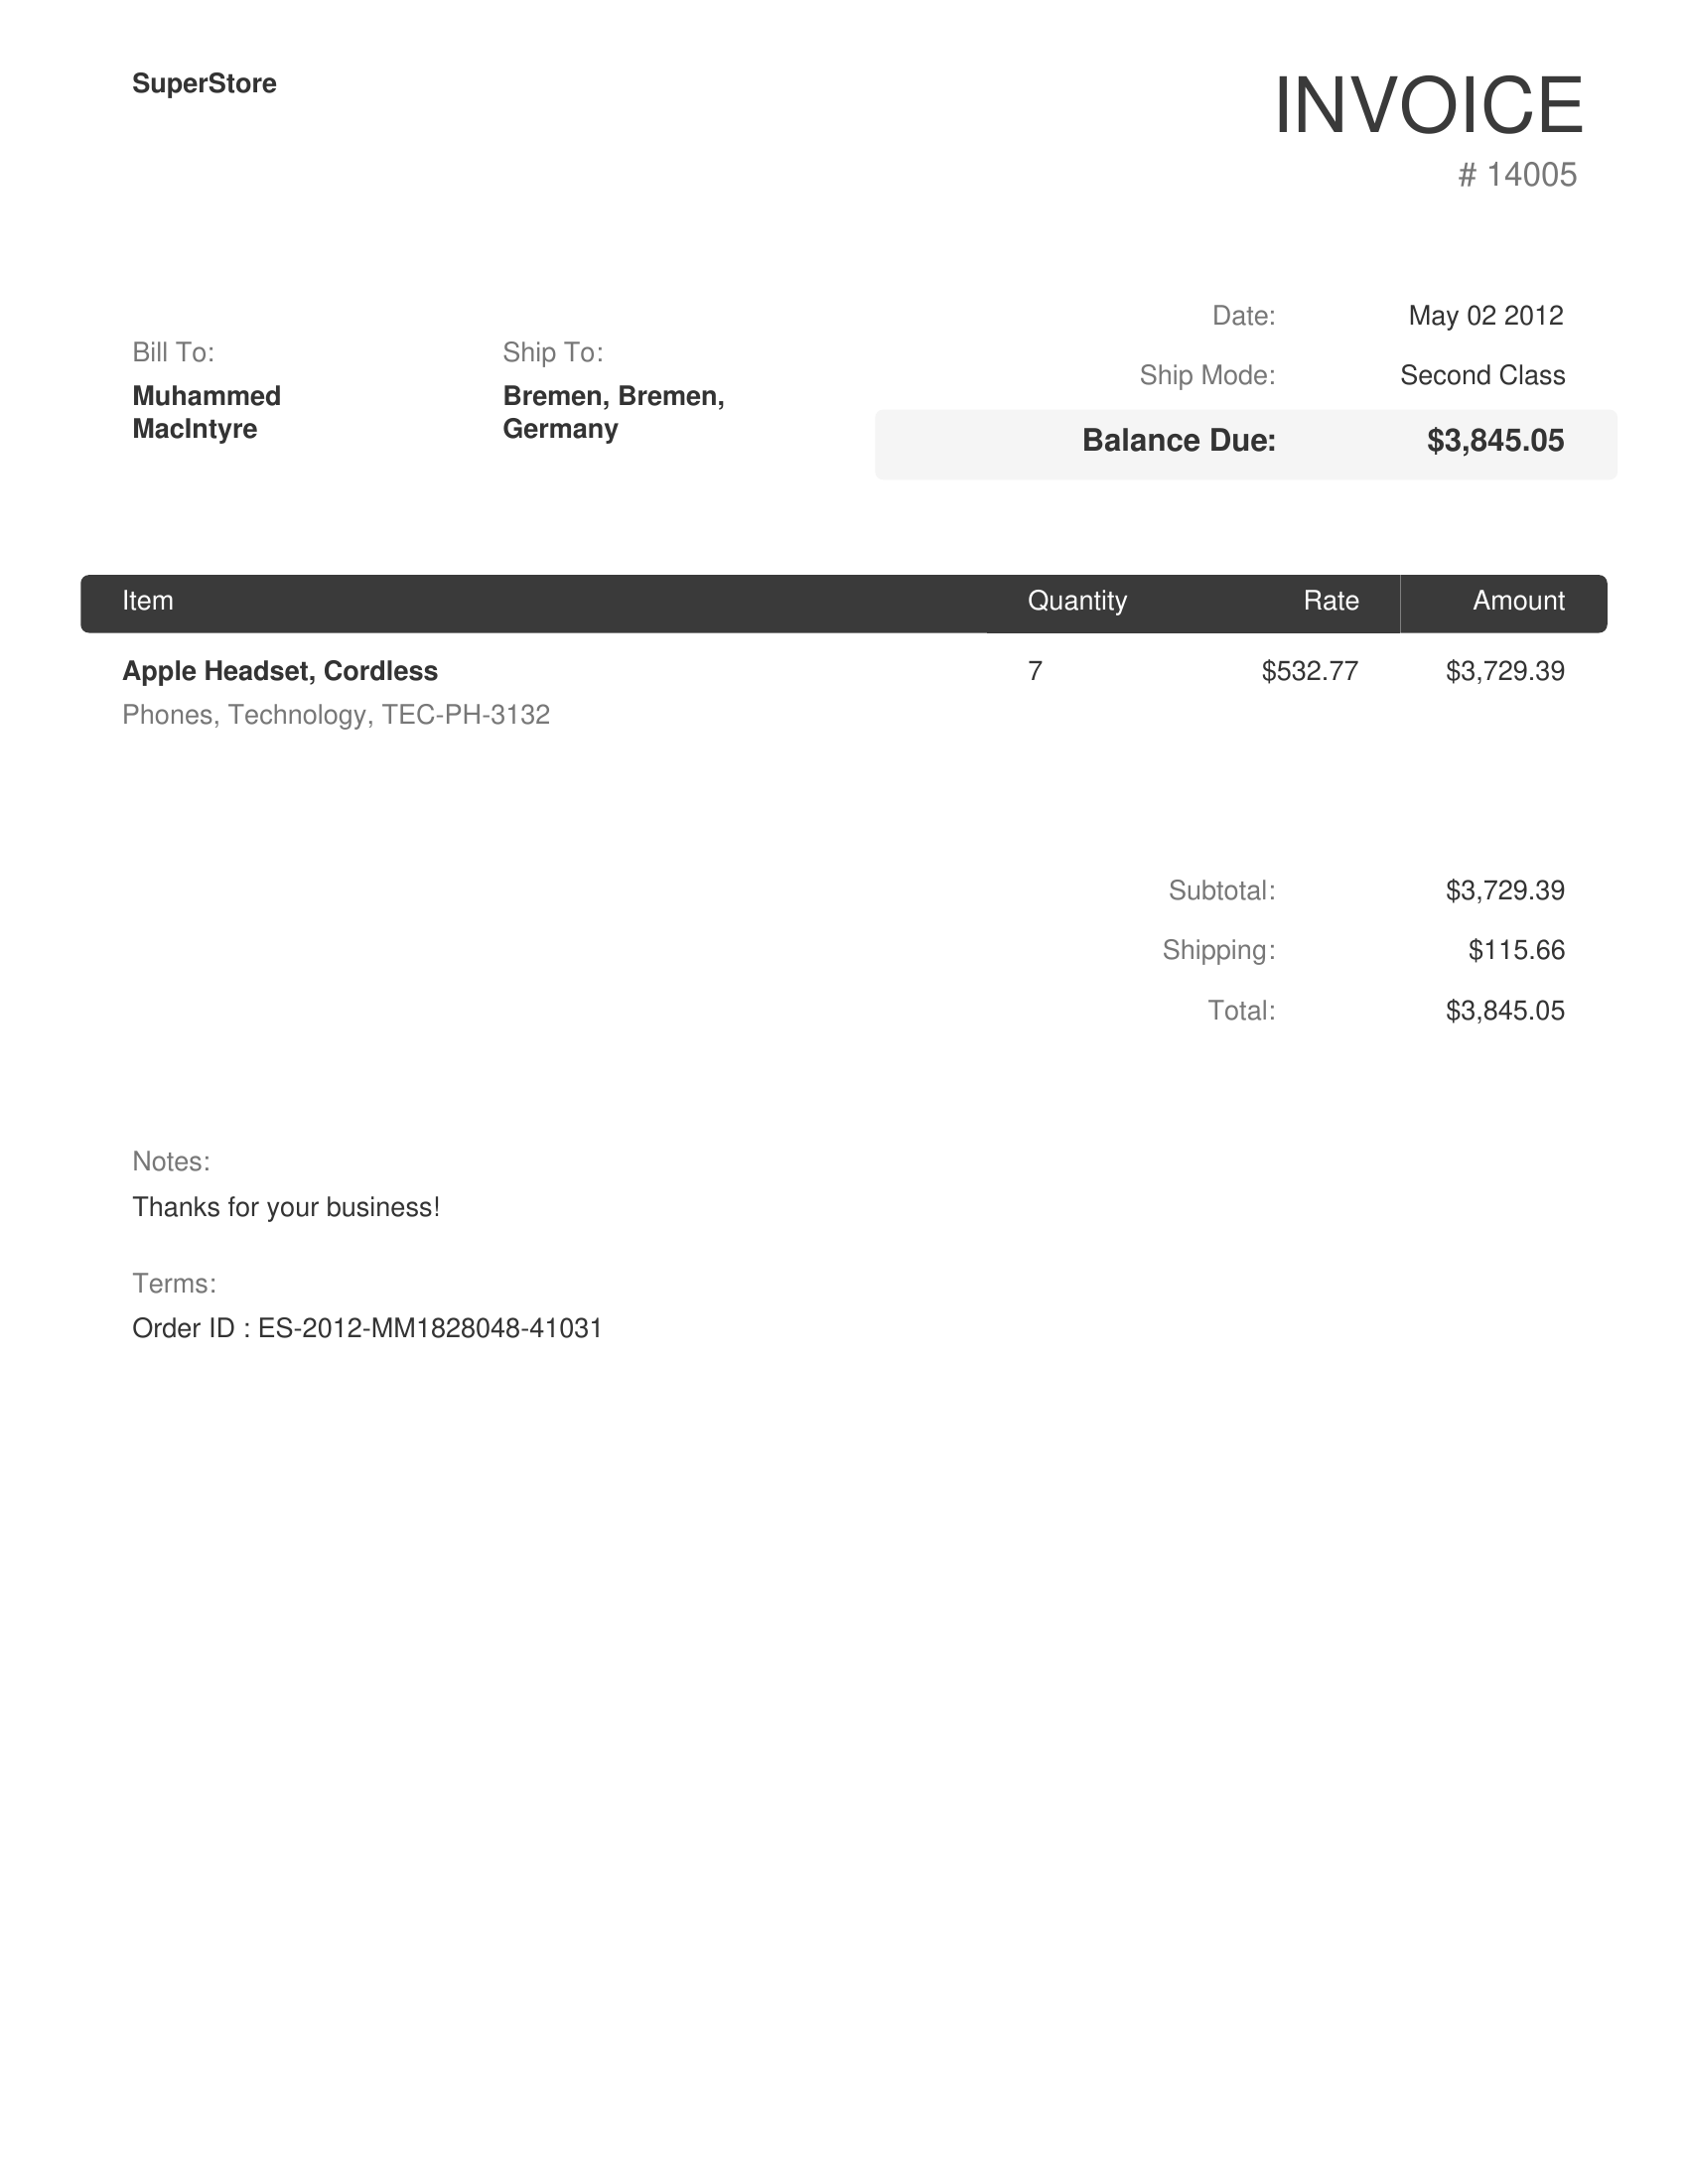 SuperStore
INVOICE
# 14005
Date: May 02 2012
Bill To:
Muhammed
MacIntyre
Ship To:
Bremen, Bremen,
Germany
Ship Mode: Second Class
Balance Due: $3,845.05
Item Quantity Rate Amount
Apple Headset, Cordless 7 $532.77 $3,729.39
Phones, Technology, TEC-PH-3132
Subtotal: $3,729.39
Shipping: $115.66
Total: $3,845.05
Notes:
Thanks for your business!
Terms:
Order ID : ES-2012-MM1828048-41031